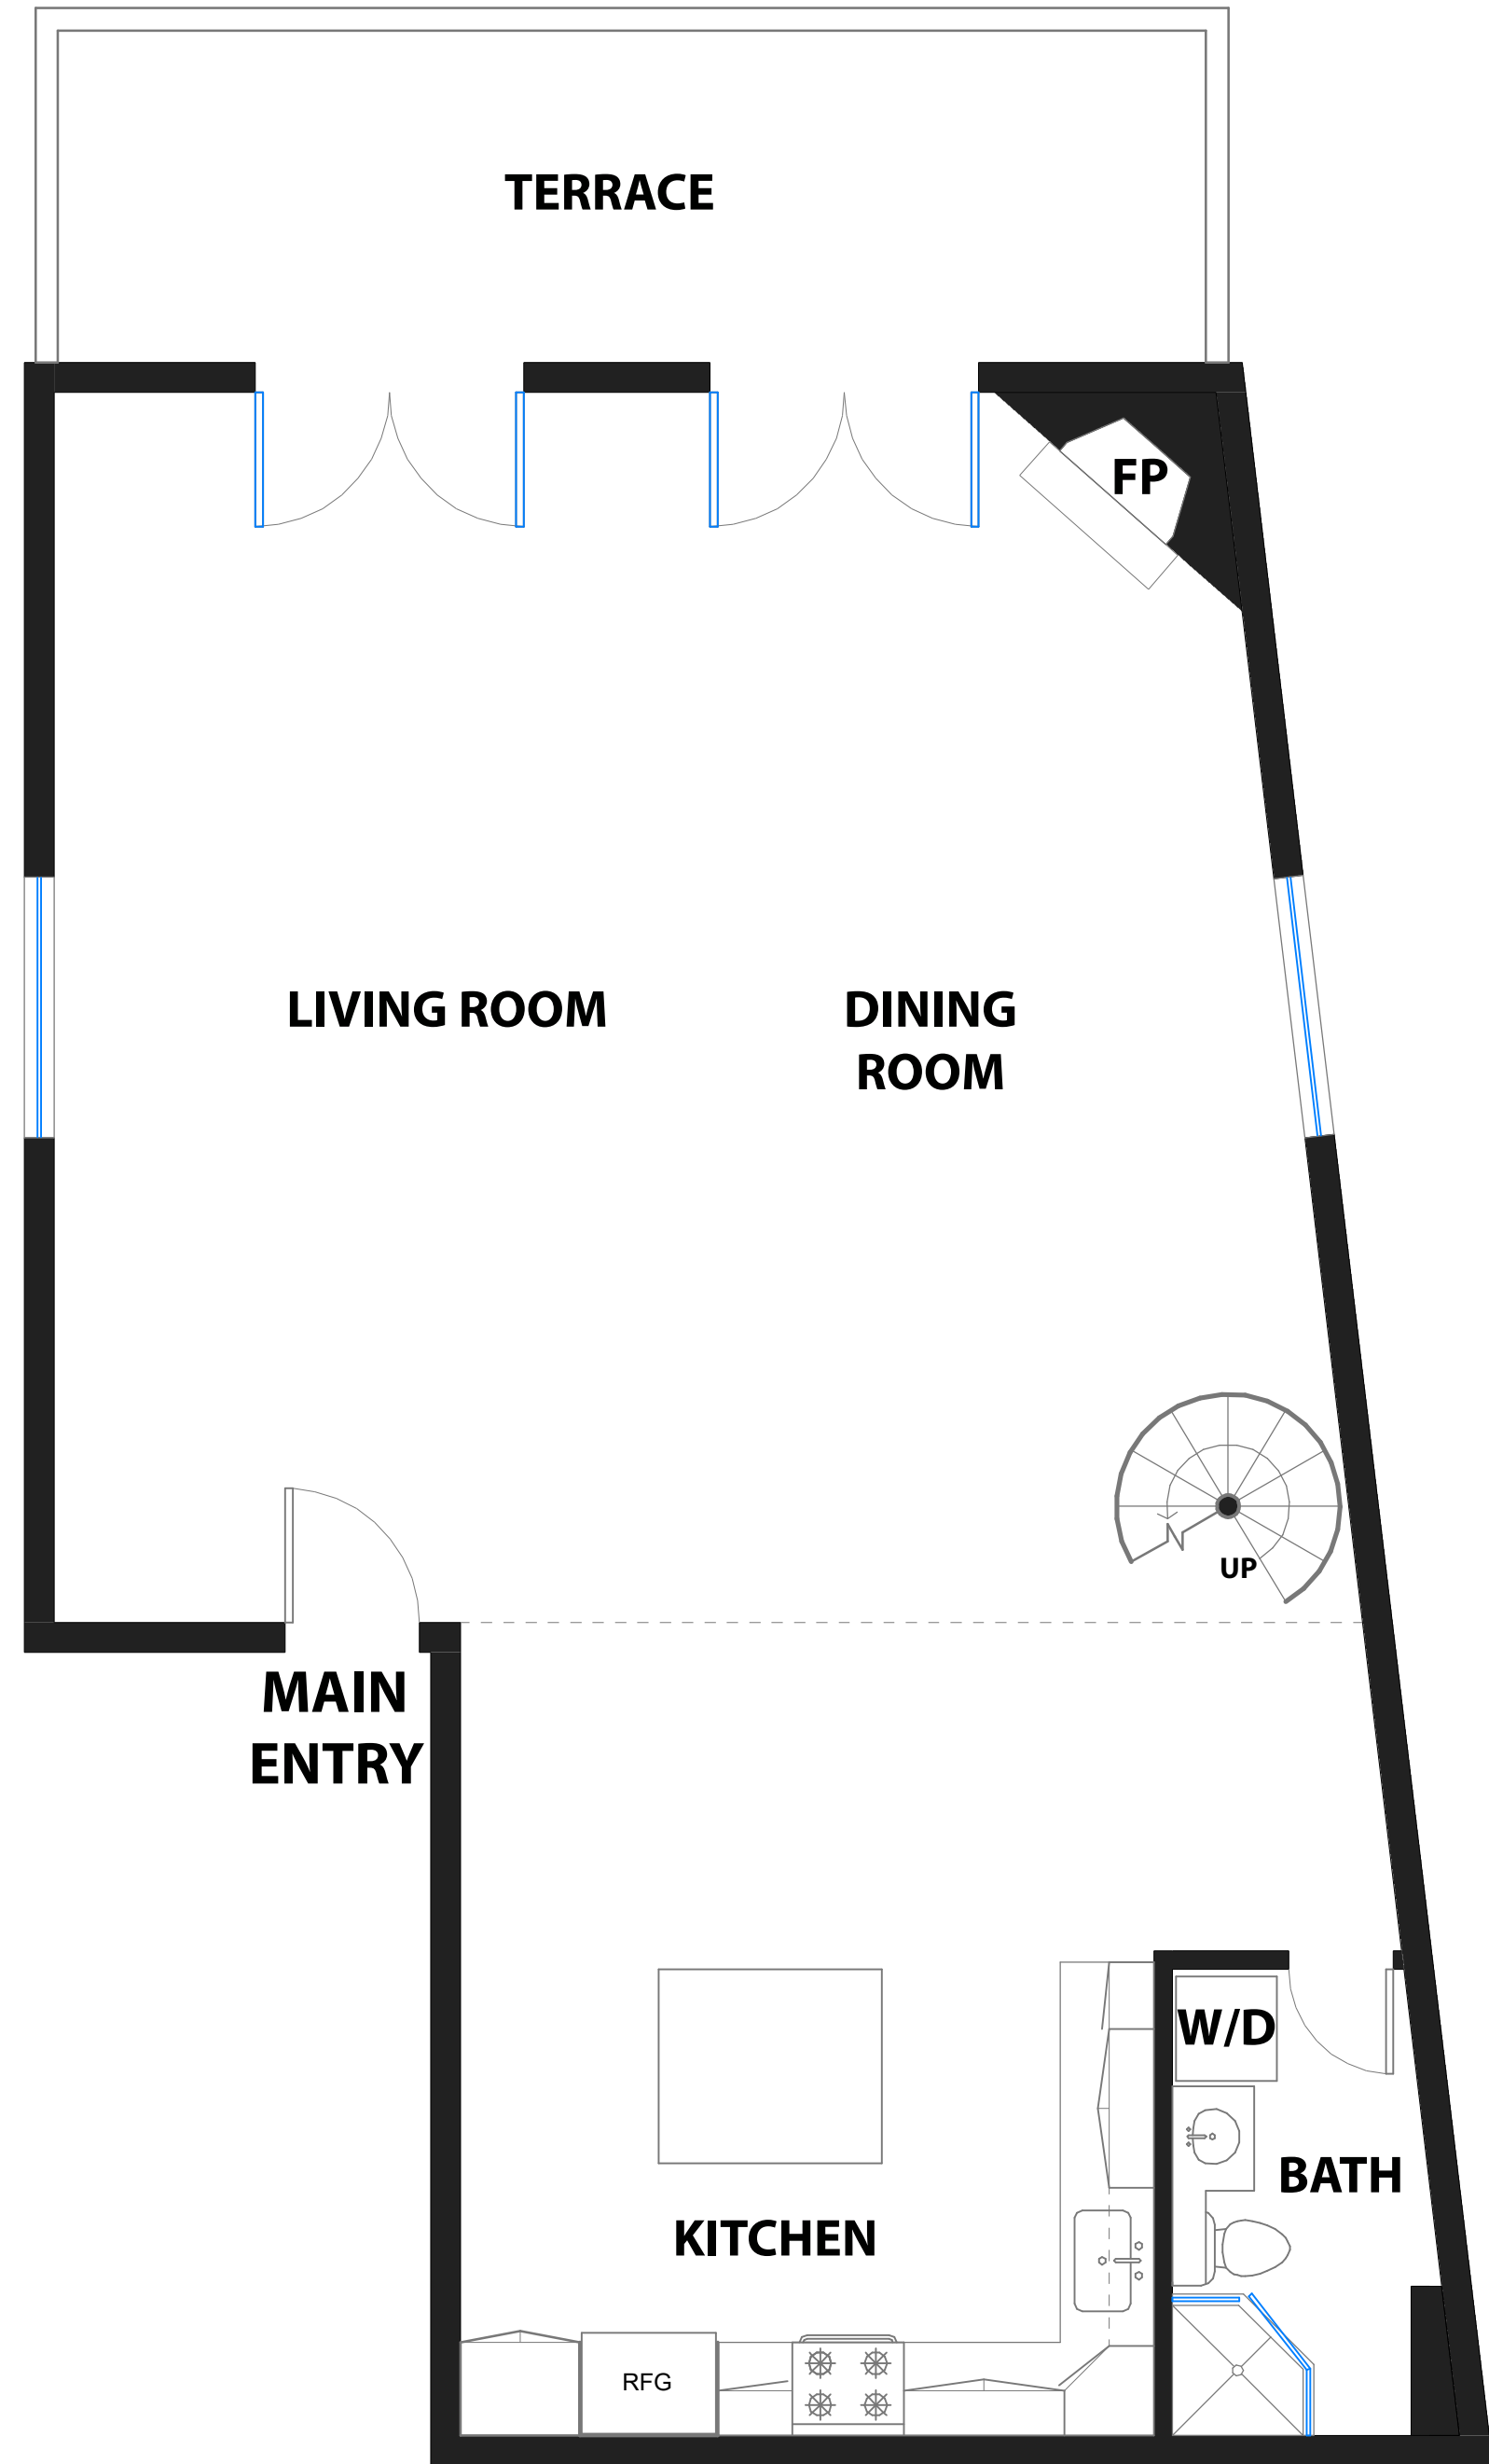 TERRACE
FP
LIVING ROOM
DINING
ROOM
UP
MAIN
ENTRY
W/D
BATH
KITCHEN
RFG